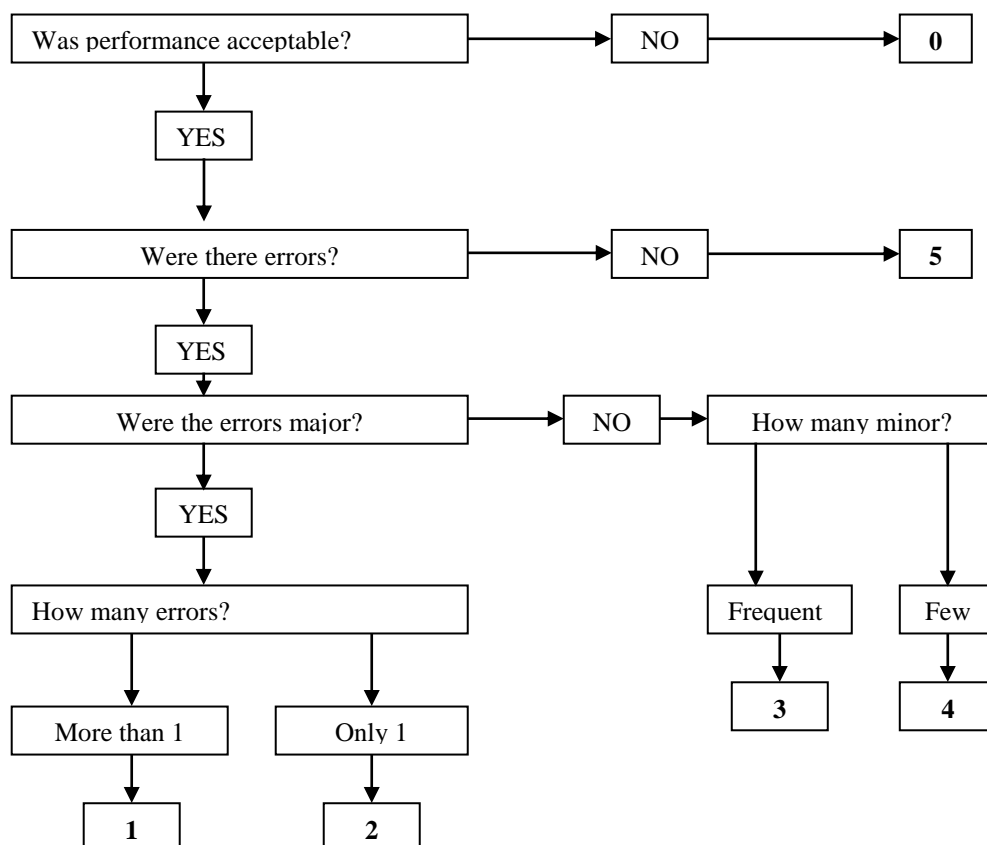 Was performance acceptable?
NO
0
YES
Were there errors?
NO
5
YES
Were the errors major?
NO
How many minor?
YES
How many errors?
Frequent
Few
3
4
More than 1
Only 1
1
2